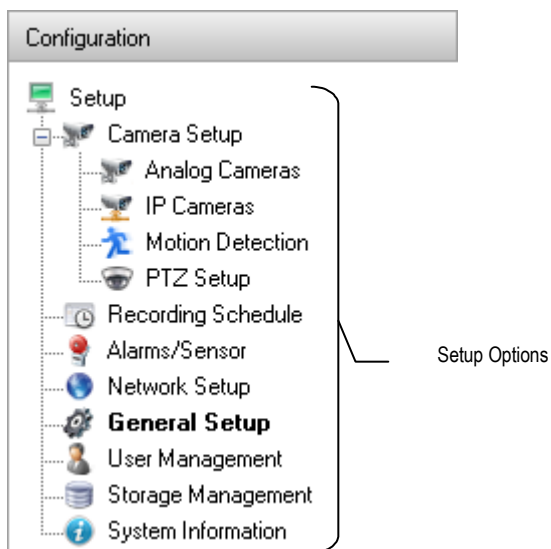 Configuration
Setup
Camera Setup
Analog Cameras
IP Cameras
Motion Detection
PTZ Setup
Recording Schedule
Alarms/Sensor
Setup Options
Network Setup
General Setup
User Management
Storage Management
System Information